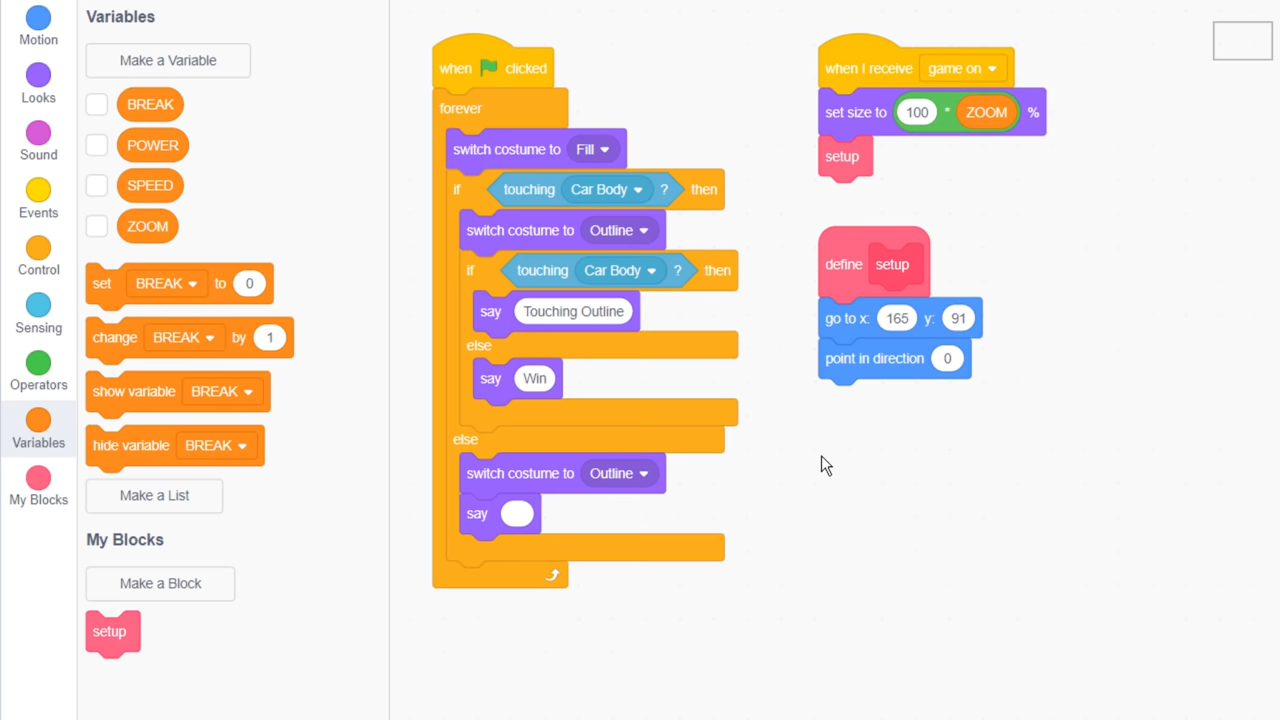 Motion
Looks
Sound
Events
Control
Sensing
Operators
Variables
My Blocks
Variables
Make a Variable
BREAK
POWER
SPEED
ZOOM
set BREAK to 0
change BREAK by 1
show variable BREAK
hide variable BREAK
Make a List
My Blocks
Make a Block
setup
when clicked
forever
switch costume to Fill
if touching Car Body ? then
switch costume to Outline
if touching Car Body ? then
say Touching Outline
else
say Win
else
switch costume to Outline
say
when I receive game on
set size to 100 * ZOOM %
setup
define setup
go to x: 165 y: 91
point in direction 0